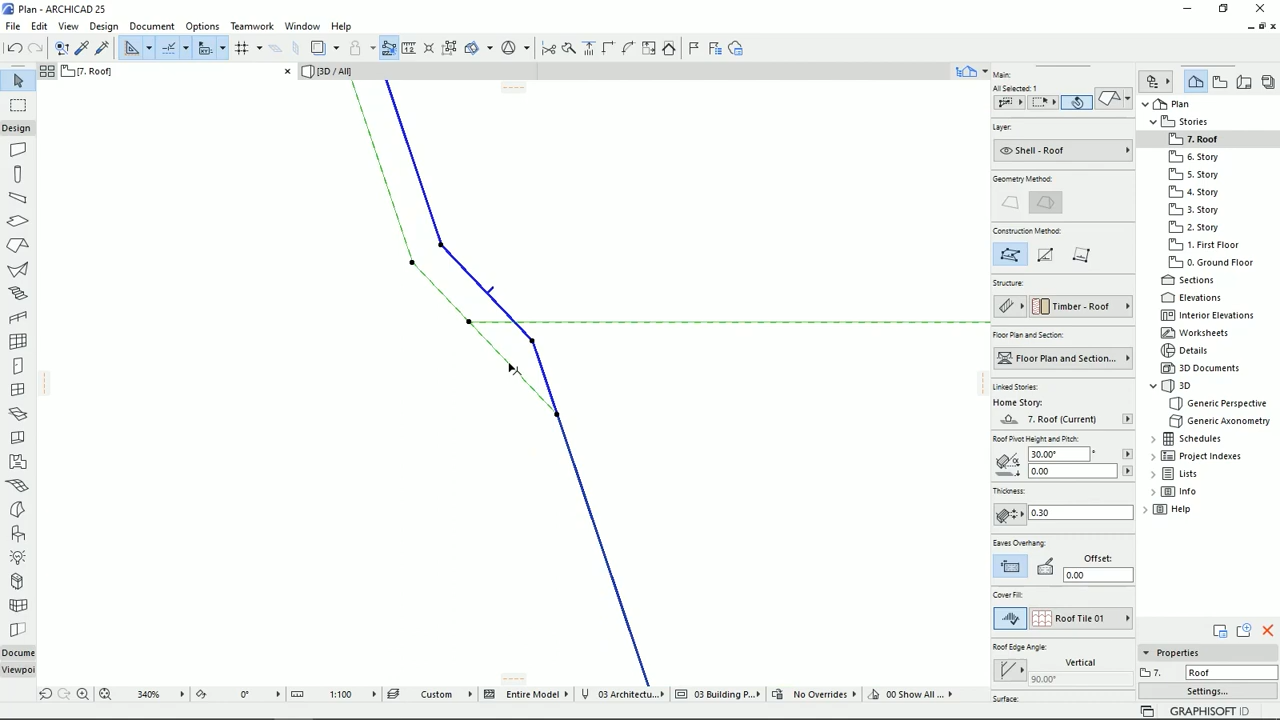 Plan - ARCHICAD 25
File Edit View Design Document Options Teamwork Window Help
[7. Roof]
[3D / All]
Design
Docume
Viewpoi
Main:
All Selected: 1
Layer:
Shell - Roof
Geometry Method:
Construction Method:
Structure:
Timber - Roof
Floor Plan and Section:
Floor Plan and Section...
Linked Stories:
Home Story:
7. Roof (Current)
Roof Pivot Height and Pitch:
30.00°
0.00
Thickness:
0.30
Eaves Overhang:
Offset:
0.00
Cover Fill:
Roof Tile 01
Roof Edge Angle:
Vertical
90.00°
Surface:
Plan
Stories
7. Roof
6. Story
5. Story
4. Story
3. Story
2. Story
1. First Floor
0. Ground Floor
Sections
Elevations
Interior Elevations
Worksheets
Details
3D Documents
3D
Generic Perspective
Generic Axonometry
Schedules
Project Indexes
Lists
Info
Help
Properties
7. Roof
Settings...
340% 0° 1:100 Custom Entire Model 03 Architectu... 03 Building P... No Overrides 00 Show All ...
GRAPHISOFT ID